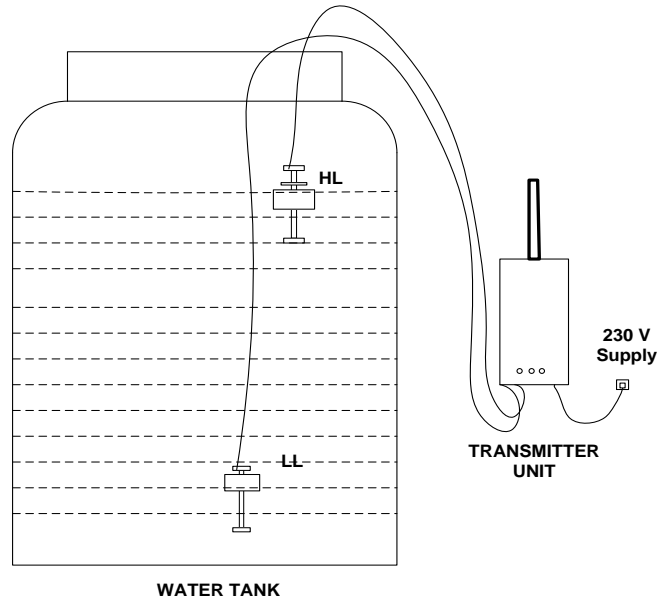 HL
230 V
Supply
LL
TRANSMITTER
UNIT
WATER TANK